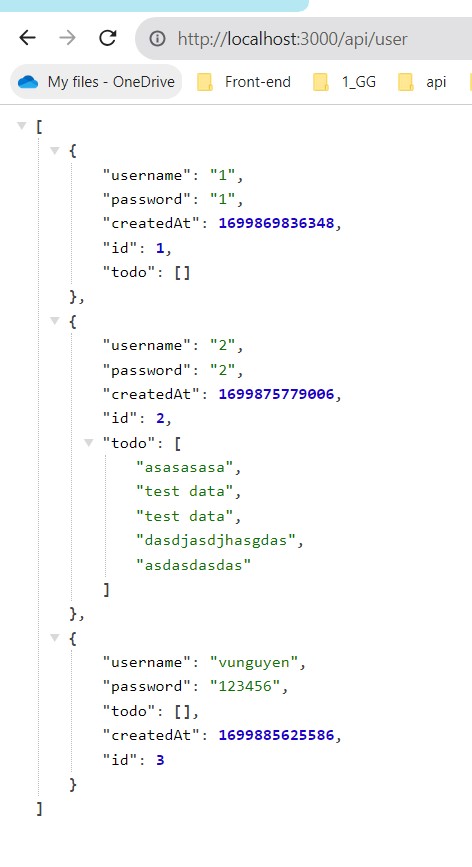 http://localhost:3000/api/user
My files - OneDrive Front-end 1_GG api
[
{
"username": "1",
"password": "1",
"createdAt": 1699869836348,
"id": 1,
"todo": []
},
{
"username": "2",
"password": "2",
"createdAt": 1699875779006,
"id": 2,
"todo": [
"asasasasa",
"test data",
"test data",
"dasdjasdjhasgdas",
"asdasdasdas"
]
},
{
"username": "vunguyen",
"password": "123456",
"todo": [],
"createdAt": 1699885625586,
"id": 3
}
]